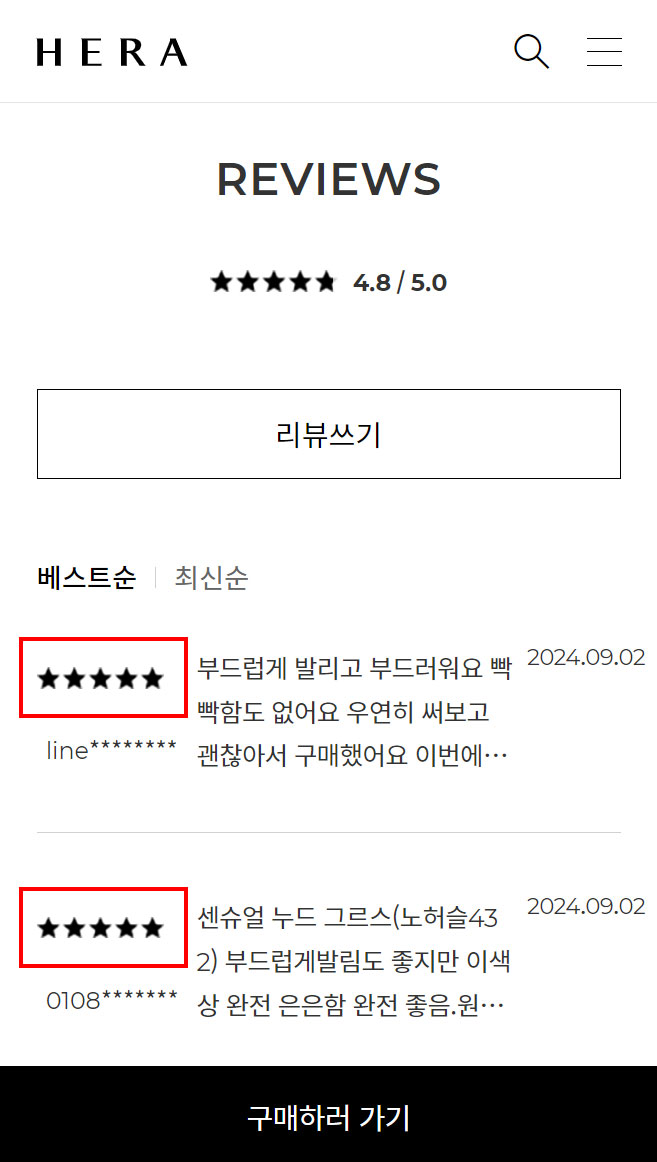 HERA
REVIEWS
4.8 / 5.0
리뷰쓰기
베스트순
최신순
부드럽게 발리고 부드러워요 빡
빡함도 없어요 우연히 써보고
괜찮아서 구매했어요 이번에…
2024.09.02
line********
센슈얼 누드 그르스(노허슬43
2) 부드럽게발림도 좋지만 이색
상 완전 은은함 완전 좋음.원…
2024.09.02
0108*******
구매하러 가기